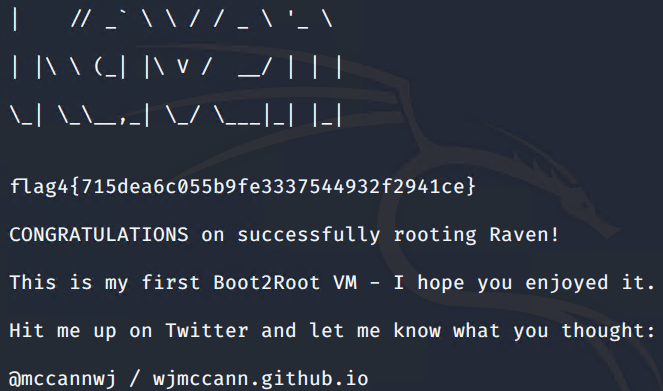 |    // _` \ \ / / _ \ '_ \
| |\ \ (_| |\ V /  __/ | | |
\_| \_\__,_| \_/ \___|_| |_|
flag4{715dea6c055b9fe3337544932f2941ce}
CONGRATULATIONS on successfully rooting Raven!
This is my first Boot2Root VM - I hope you enjoyed it.
Hit me up on Twitter and let me know what you thought:
@mccannwj / wjmccann.github.io